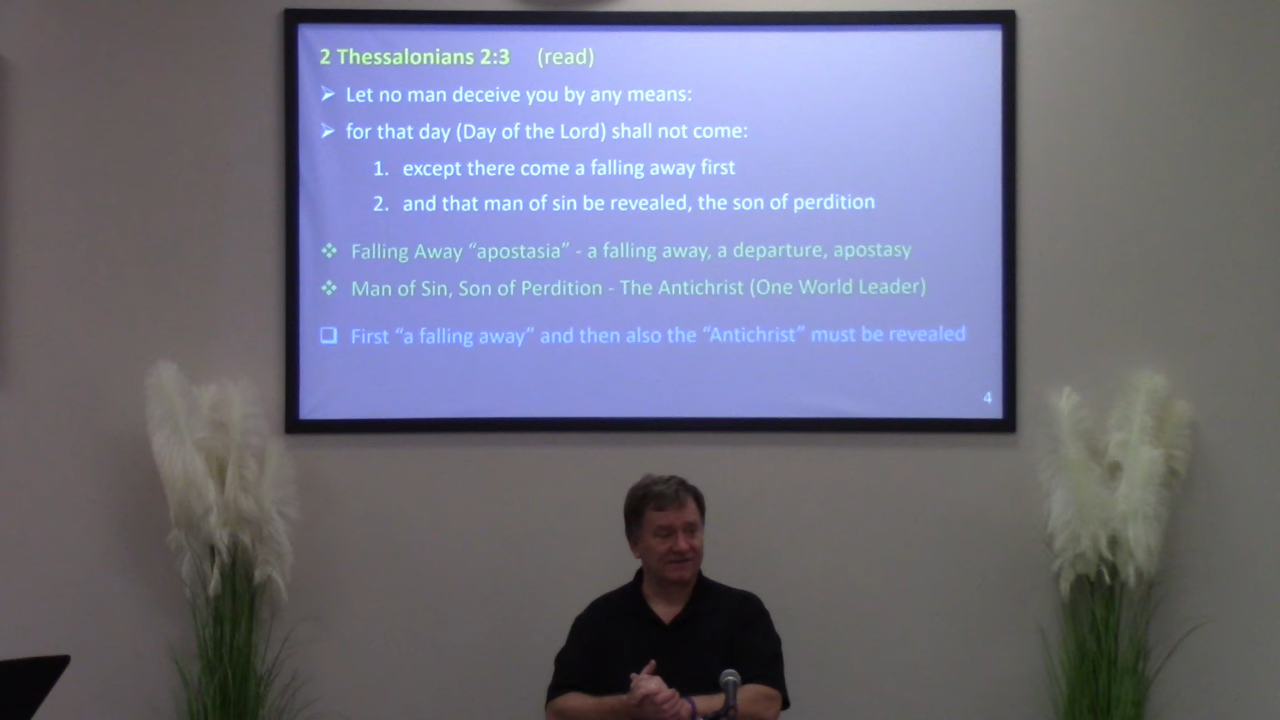 2 Thessalonians 2:3 (read)
➢ Let no man deceive you by any means:
➢ for that day (Day of the Lord) shall not come:
1. except there come a falling away first
2. and that man of sin be revealed, the son of perdition
❖ Falling Away “apostasia” - a falling away, a departure, apostasy
❖ Man of Sin, Son of Perdition - The Antichrist (One World Leader)
❑ First “a falling away” and then also the “Antichrist” must be revealed
4